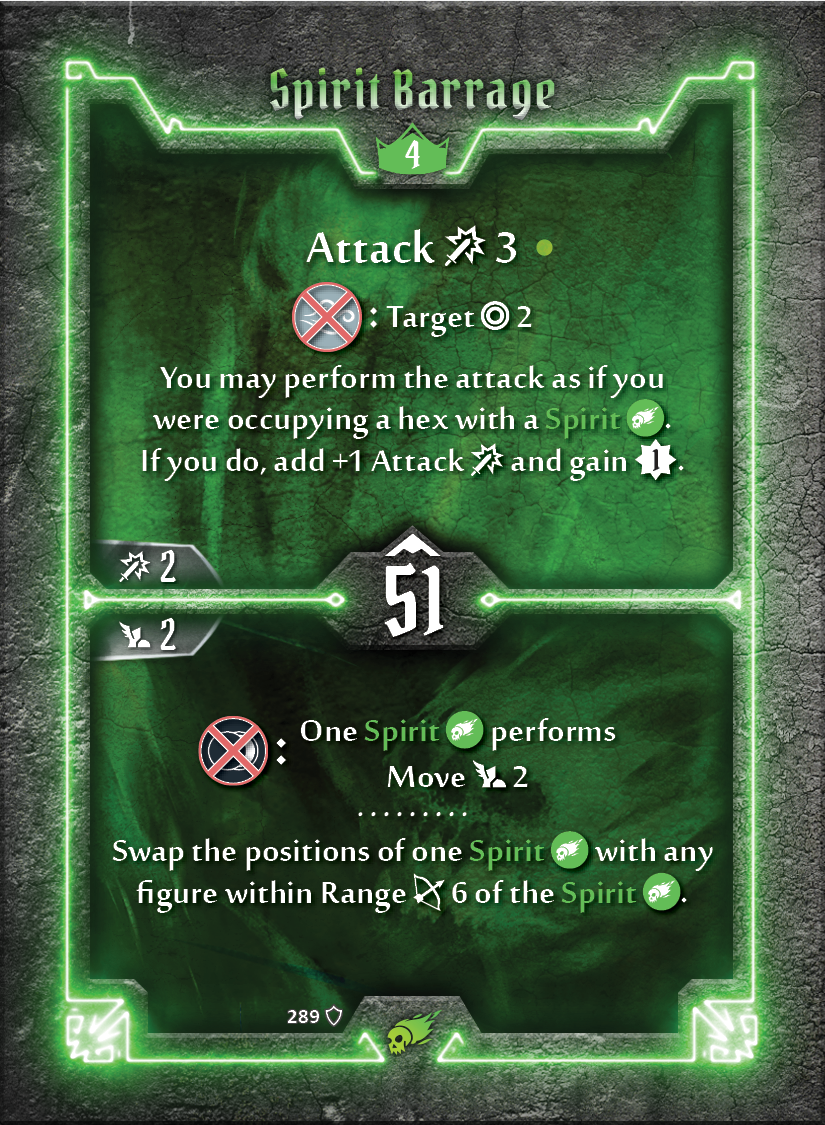 Spirit Barrage
4
Attack 3
: Target 2
You may perform the attack as if you
were occupying a hex with a Spirit .
If you do, add +1 Attack and gain 1.
2
51
2
: One Spirit performs
Move 2
.........
Swap the positions of one Spirit with any
figure within Range 6 of the Spirit .
289